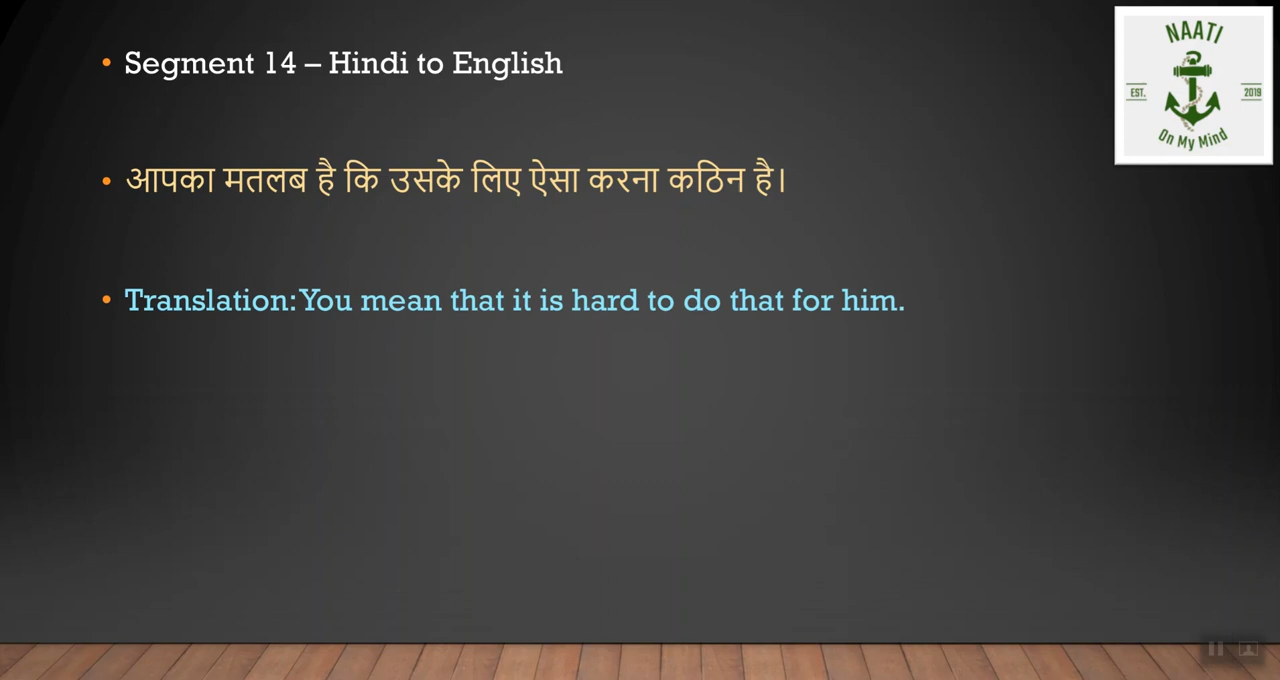 Segment 14 – Hindi to English
NAATI
EST. 2019
On My Mind
आपका मतलब है कि उसके लिए ऐसा करना कठिन है।
Translation: You mean that it is hard to do that for him.